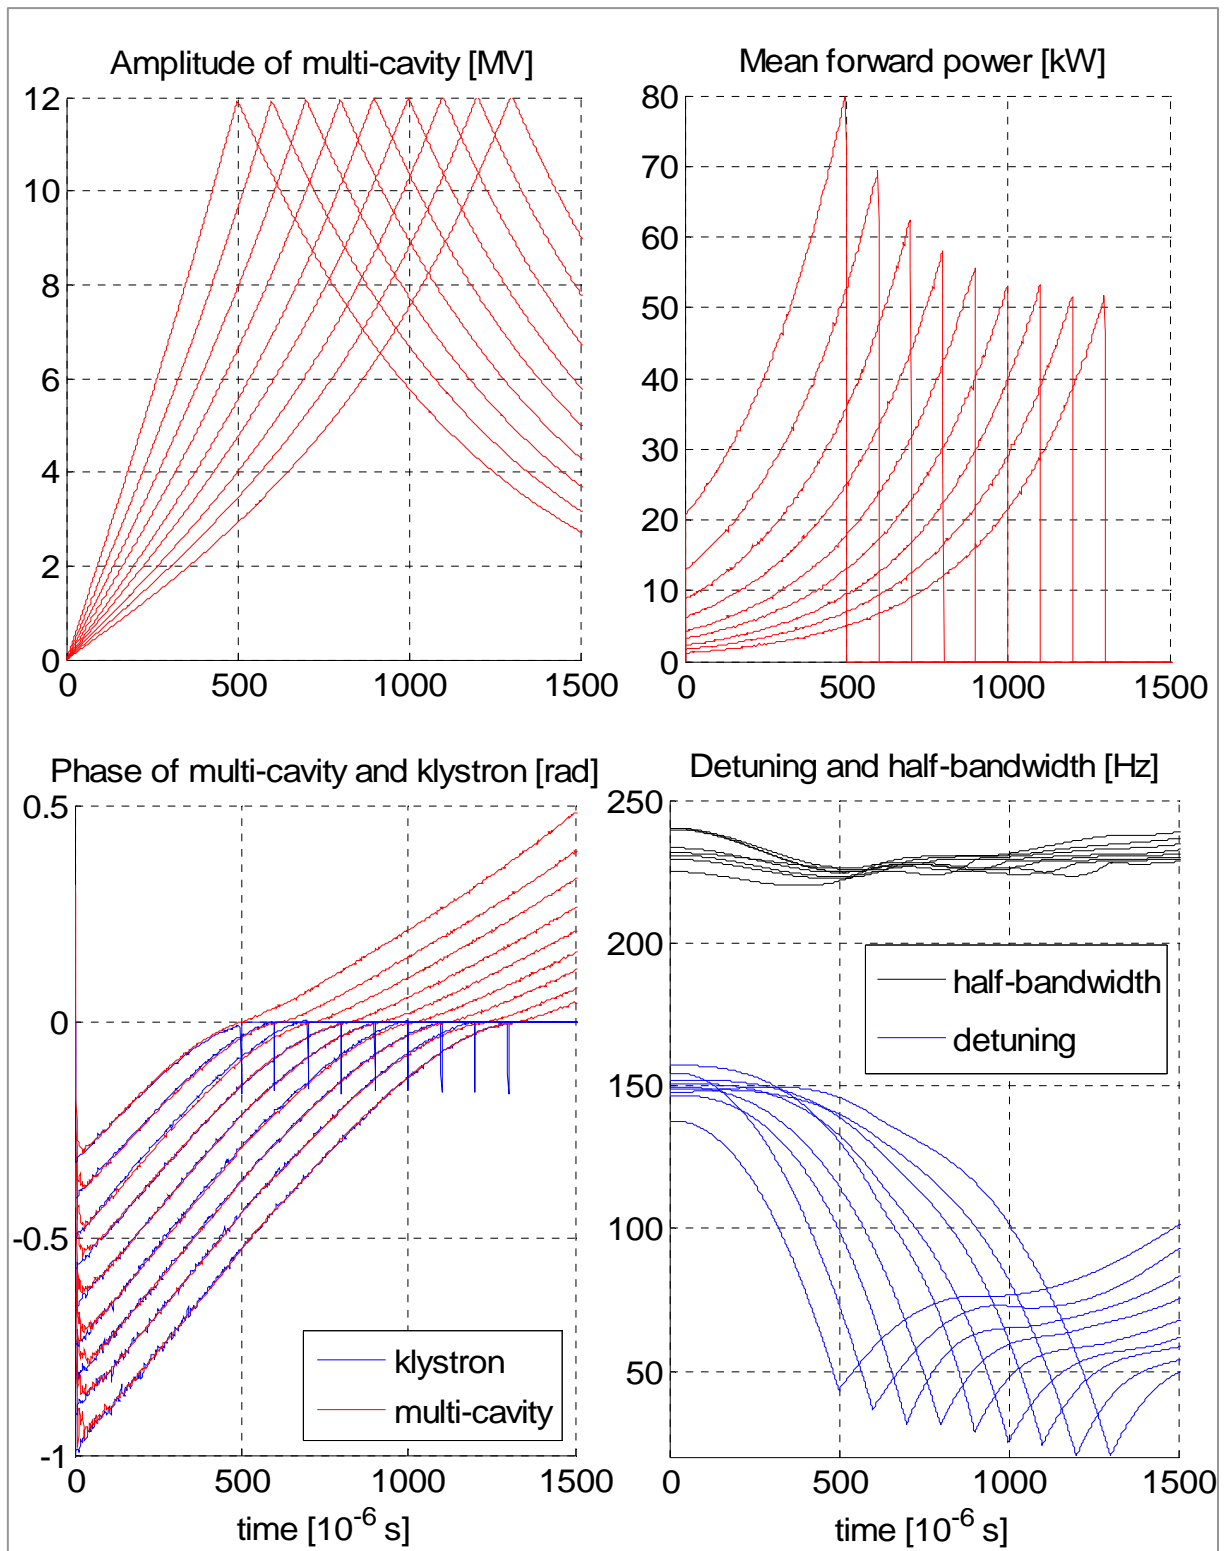 Amplitude of multi-cavity [MV]
12
10
8
6
4
2
0
0 500 1000 1500
Mean forward power [kW]
80
70
60
50
40
30
20
10
0
0 500 1000 1500
Phase of multi-cavity and klystron [rad]
0.5
0
-0.5
-1
klystron
multi-cavity
0 500 1000 1500
time [10⁻⁶ s]
Detuning and half-bandwidth [Hz]
250
200
150
100
50
half-bandwidth
detuning
0 500 1000 1500
time [10⁻⁶ s]